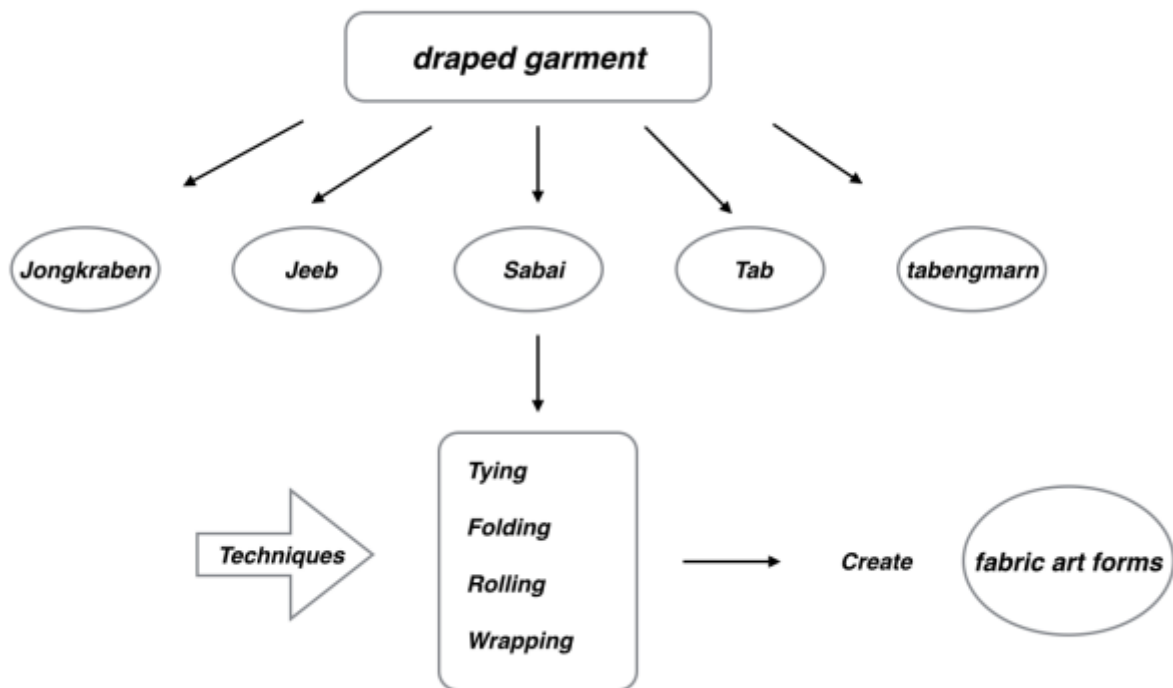 draped garment
Jongkraben
Jeeb
Sabai
Tab
tabengmarn
Tying
Folding
Rolling
Wrapping
Techniques
Create
fabric art forms